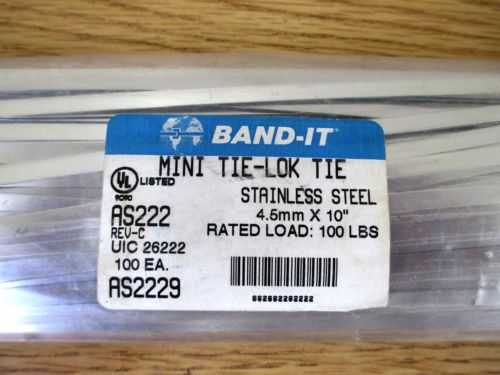 BAND-IT®
MINI TIE-LOK TIE
UL LISTED
STAINLESS STEEL
AS222
4.5mm X 10"
REV-C
RATED LOAD: 100 LBS
UIC 26222
100 EA.
AS2229